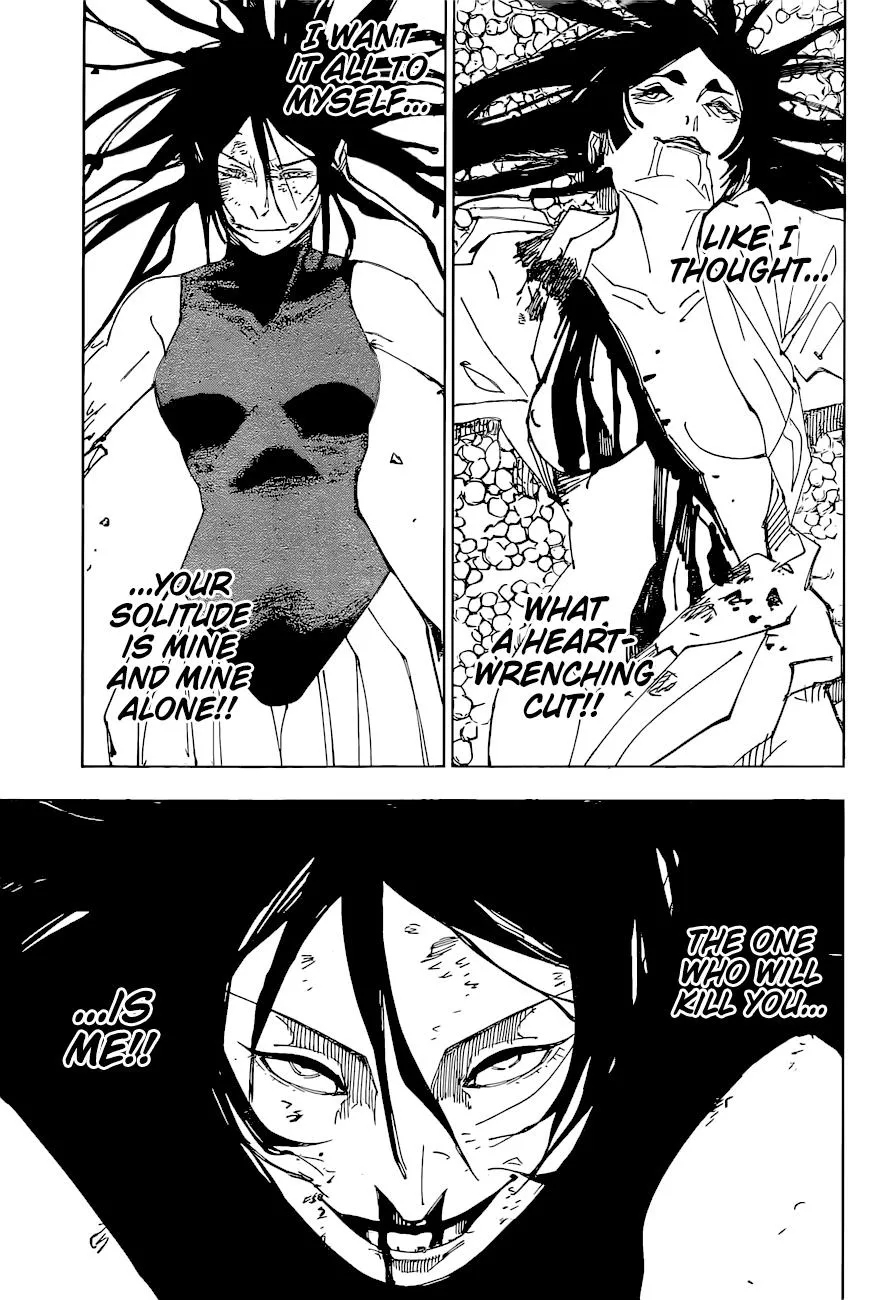 LIKE I
THOUGHT...
WHAT
A HEART-
WRENCHING
CUT!!
I WANT
IT ALL TO
MYSELF...
...YOUR
SOLITUDE
IS MINE
AND MINE
ALONE!!
THE ONE
WHO WILL
KILL YOU...
...IS
ME!!